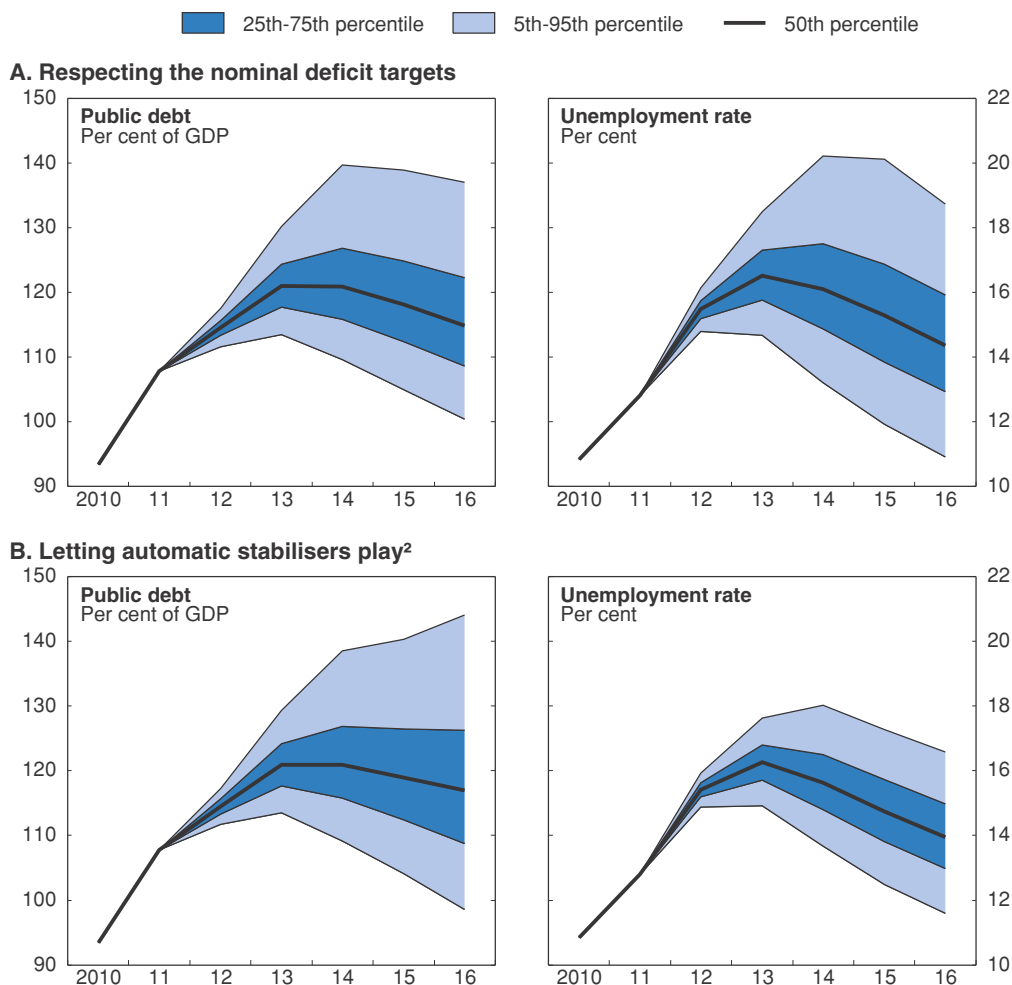 25th-75th percentile 5th-95th percentile 50th percentile
A. Respecting the nominal deficit targets
150
140
130
120
110
100
90
Public debt
Per cent of GDP
2010 11 12 13 14 15 16
Unemployment rate
Per cent
22
20
18
16
14
12
10
2010 11 12 13 14 15 16
B. Letting automatic stabilisers play²
150
140
130
120
110
100
90
Public debt
Per cent of GDP
2010 11 12 13 14 15 16
Unemployment rate
Per cent
22
20
18
16
14
12
10
2010 11 12 13 14 15 16